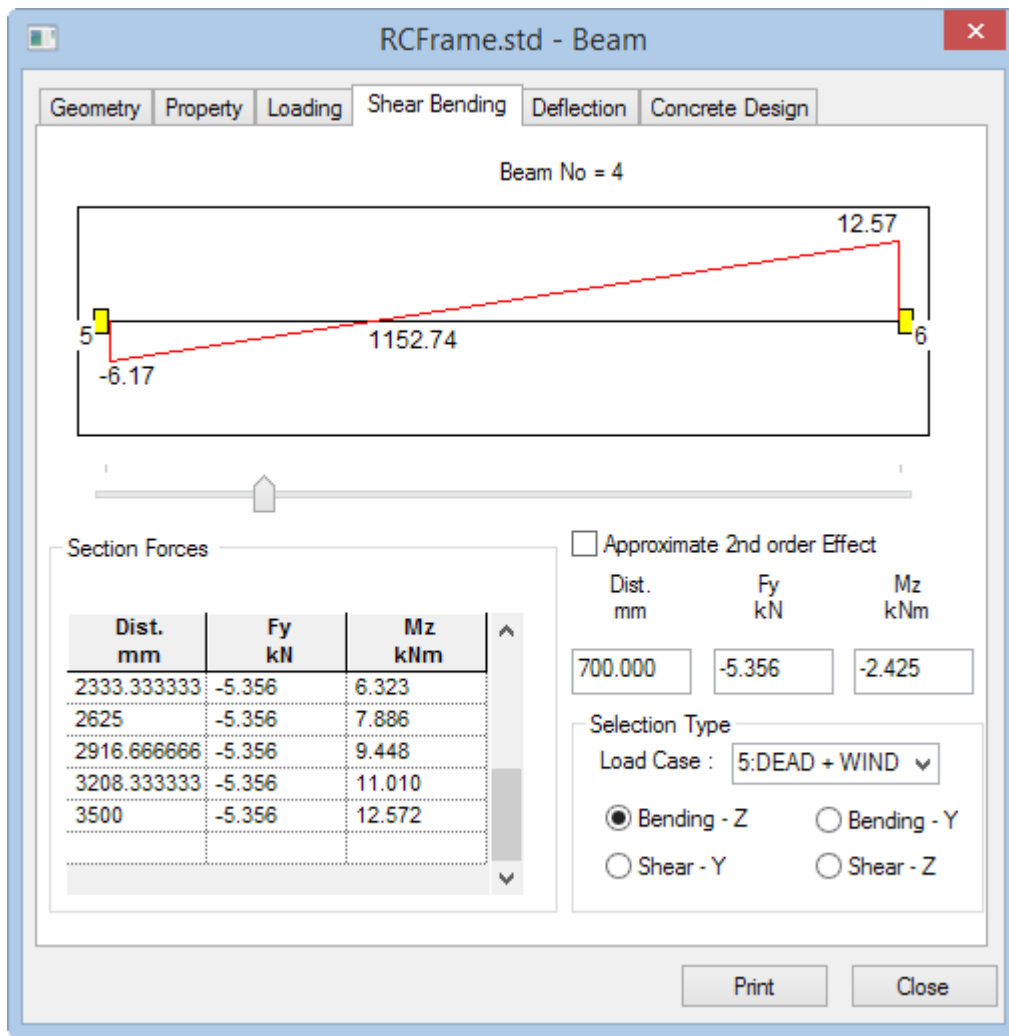 RCFrame.std - Beam
Geometry Property Loading Shear Bending Deflection Concrete Design
Beam No = 4
12.57
5 1152.74 6
-6.17
Section Forces
Dist. Fy Mz
mm kN kNm
2333.333333 -5.356 6.323
2625 -5.356 7.886
2916.666666 -5.356 9.448
3208.333333 -5.356 11.010
3500 -5.356 12.572
Approximate 2nd order Effect
Dist. Fy Mz
mm kN kNm
700.000 -5.356 -2.425
Selection Type
Load Case : 5:DEAD + WIND
Bending - Z Bending - Y
Shear - Y Shear - Z
Print Close